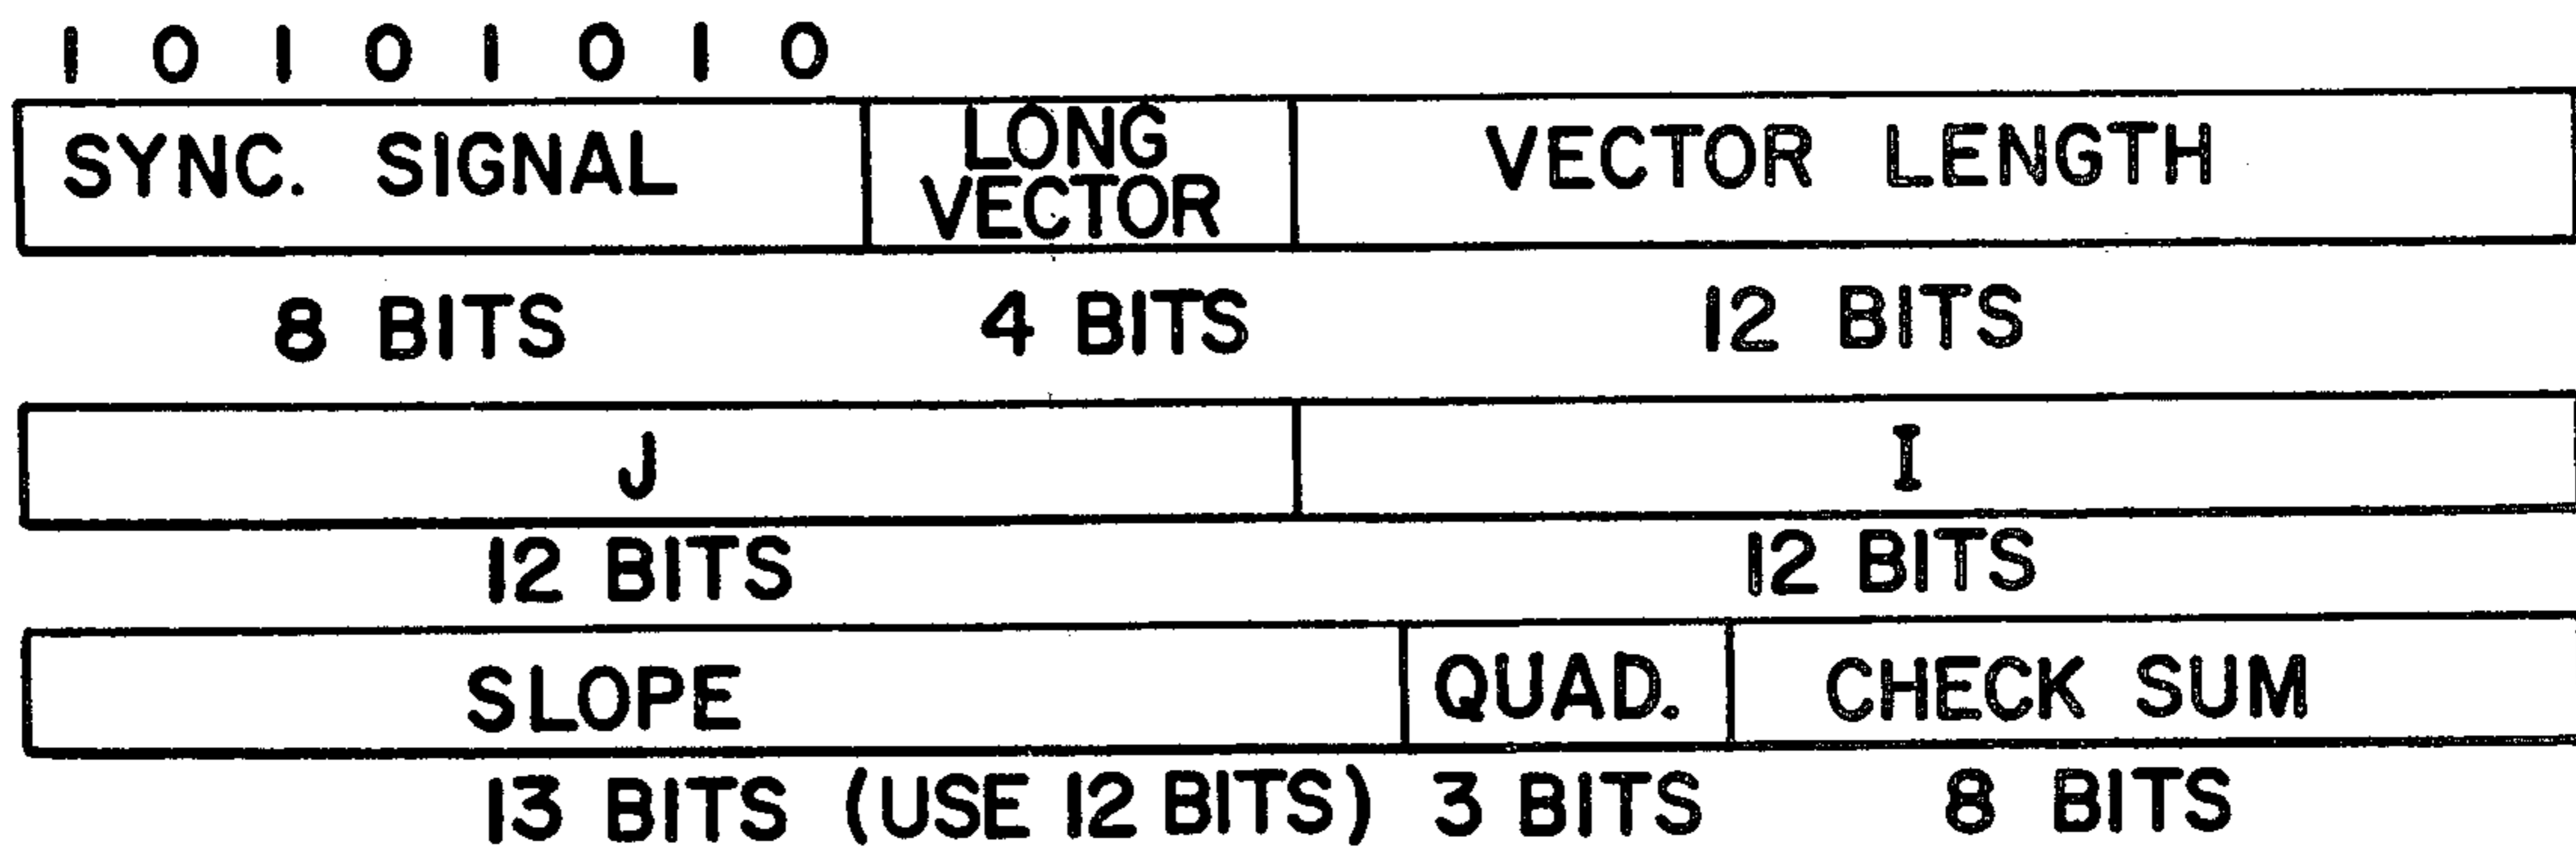 1 0 1 0 1 0 1 0
SYNC. SIGNAL LONG VECTOR VECTOR LENGTH
8 BITS 4 BITS 12 BITS
J I
12 BITS 12 BITS
SLOPE QUAD. CHECK SUM
13 BITS (USE 12 BITS) 3 BITS 8 BITS